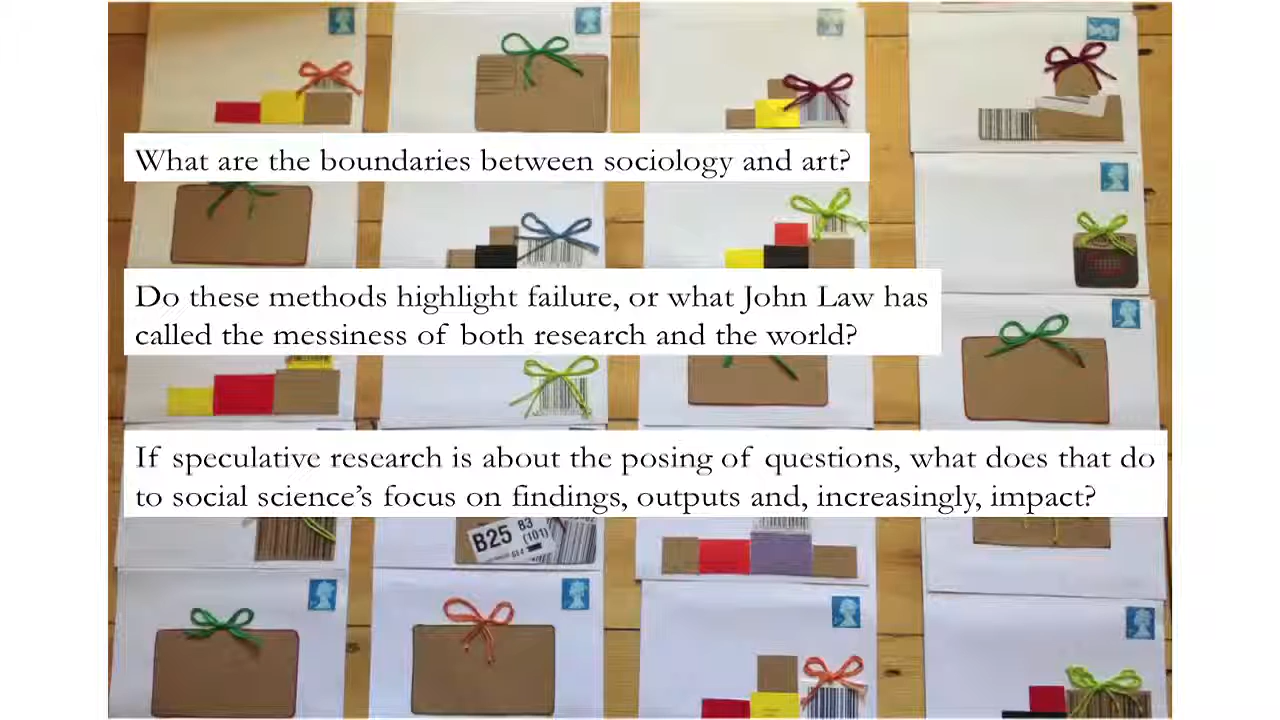 What are the boundaries between sociology and art?
Do these methods highlight failure, or what John Law has
called the messiness of both research and the world?
If speculative research is about the posing of questions, what does that do
to social science’s focus on findings, outputs and, increasingly, impact?
B25 83
(101)